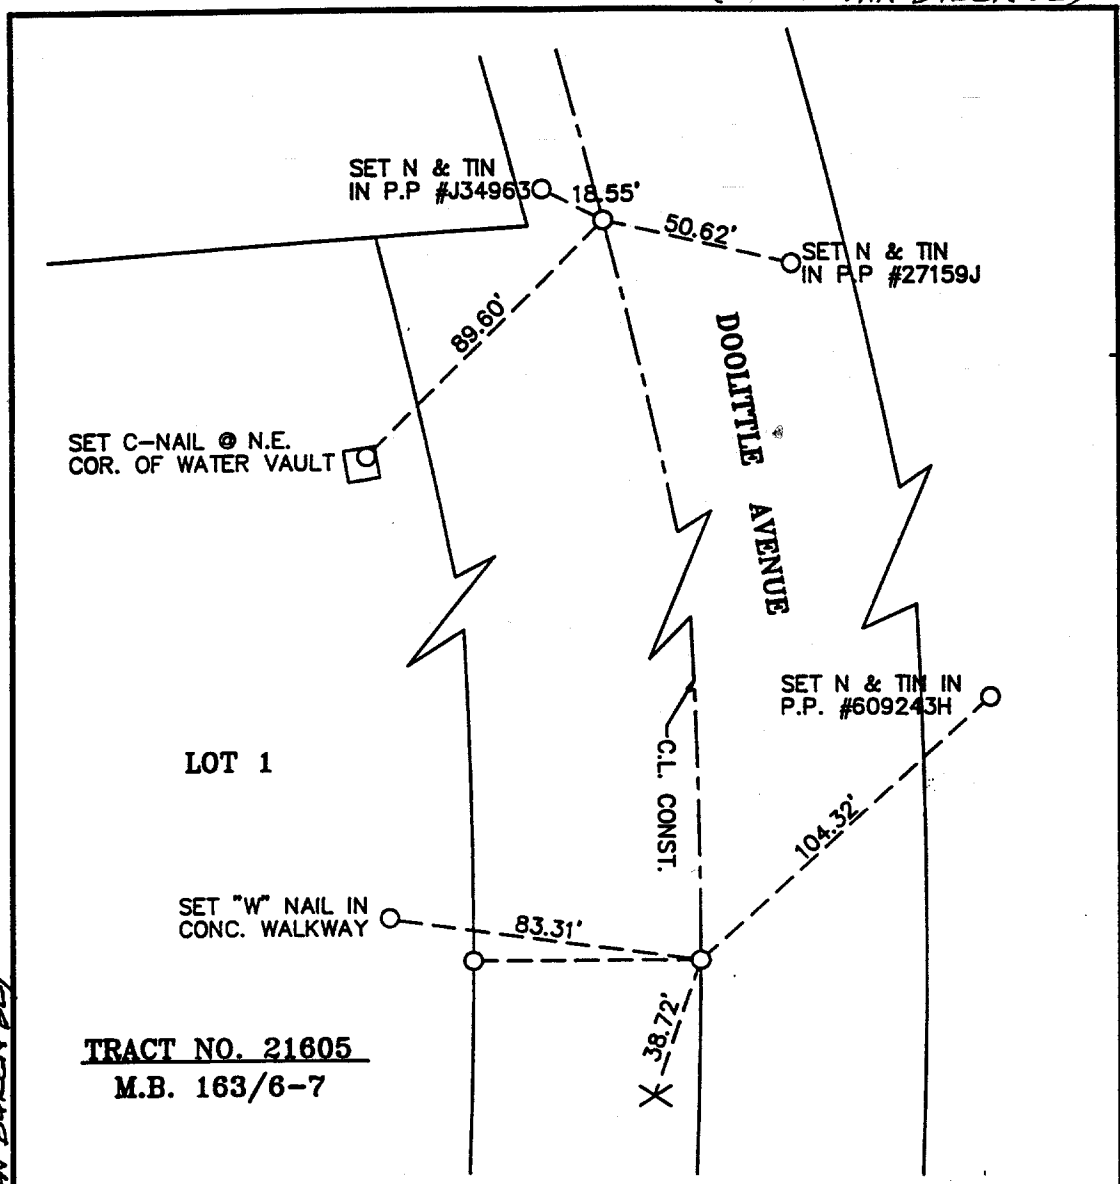 SET N & TIN
IN P.P #J34963
18.55'
50.62'
SET N & TIN
IN P.P #27159J
89.60'
DOOLITTLE AVENUE
SET C-NAIL @ N.E.
COR. OF WATER VAULT
SET N & TIN IN
P.P. #609243H
LOT 1
C.L. CONST.
104.32'
SET "W" NAIL IN
CONC. WALKWAY
83.31'
38.72'
TRACT NO. 21605
M.B. 163/6-7